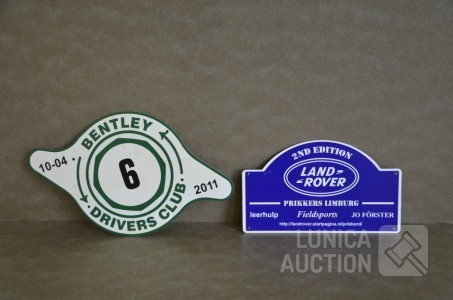 BENTLEY
10-04
6
2011
DRIVERS CLUB
2ND EDITION
LAND
ROVER
PRIKKERS LIMBURG
leerhulp Fieldsports JO FÖRSTER
LUNICA
AUCTION